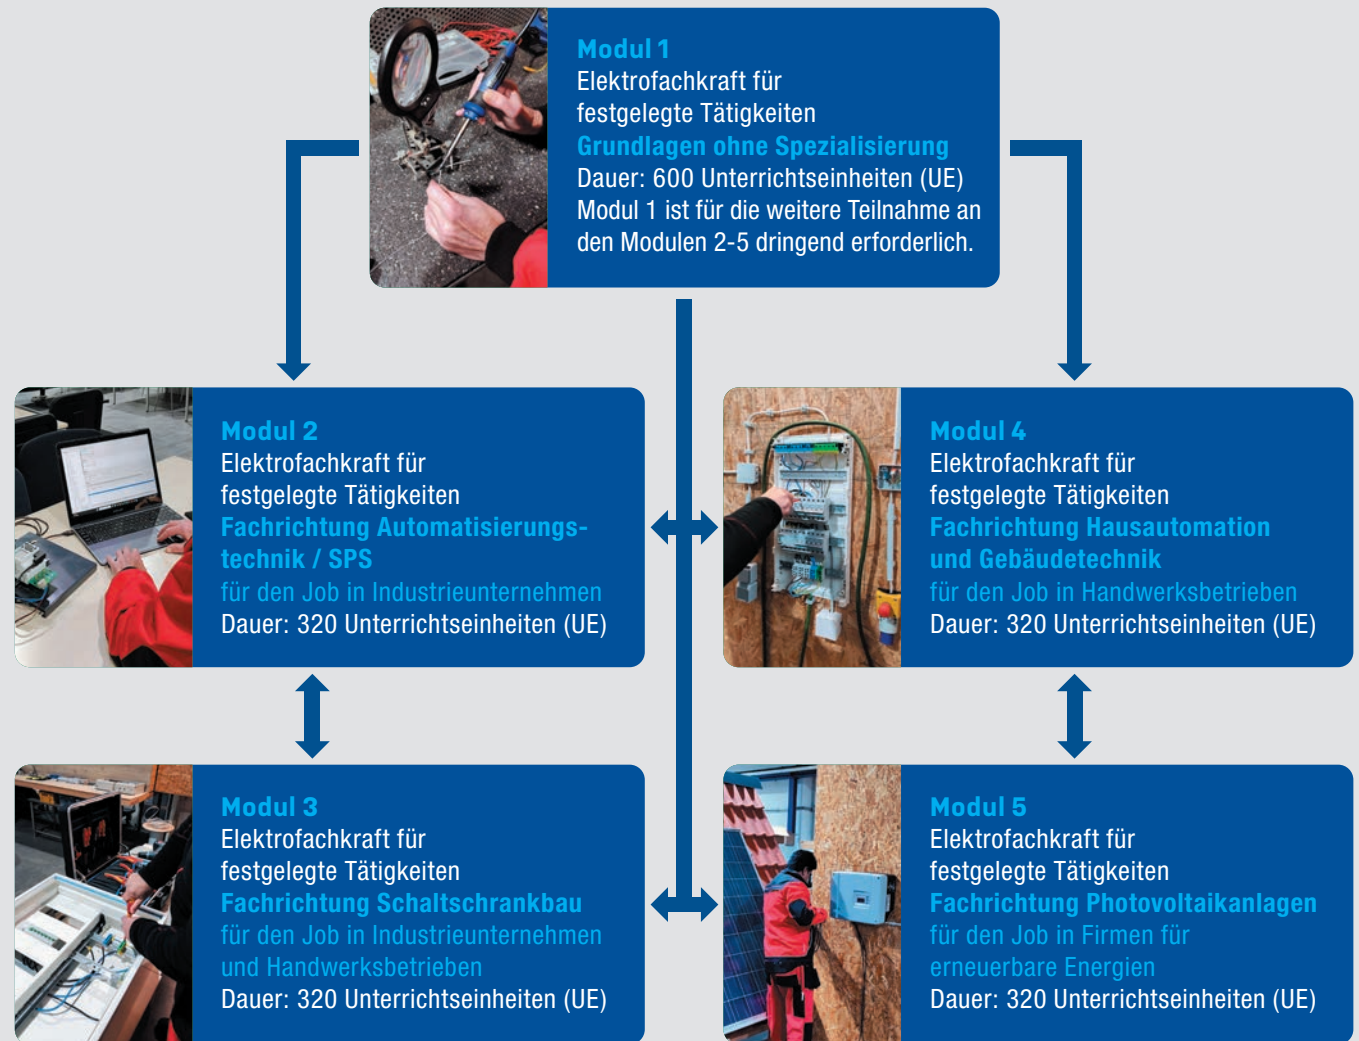 Modul 1
Elektrofachkraft für
festgelegte Tätigkeiten
Grundlagen ohne Spezialisierung
Dauer: 600 Unterrichtseinheiten (UE)
Modul 1 ist für die weitere Teilnahme an
den Modulen 2-5 dringend erforderlich.
Modul 2
Elektrofachkraft für
festgelegte Tätigkeiten
Fachrichtung Automatisierungs-
technik / SPS
für den Job in Industrieunternehmen
Dauer: 320 Unterrichtseinheiten (UE)
Modul 4
Elektrofachkraft für
festgelegte Tätigkeiten
Fachrichtung Hausautomation
und Gebäudetechnik
für den Job in Handwerksbetrieben
Dauer: 320 Unterrichtseinheiten (UE)
Modul 3
Elektrofachkraft für
festgelegte Tätigkeiten
Fachrichtung Schaltschrankbau
für den Job in Industrieunternehmen
und Handwerksbetrieben
Dauer: 320 Unterrichtseinheiten (UE)
Modul 5
Elektrofachkraft für
festgelegte Tätigkeiten
Fachrichtung Photovoltaikanlagen
für den Job in Firmen für
erneuerbare Energien
Dauer: 320 Unterrichtseinheiten (UE)